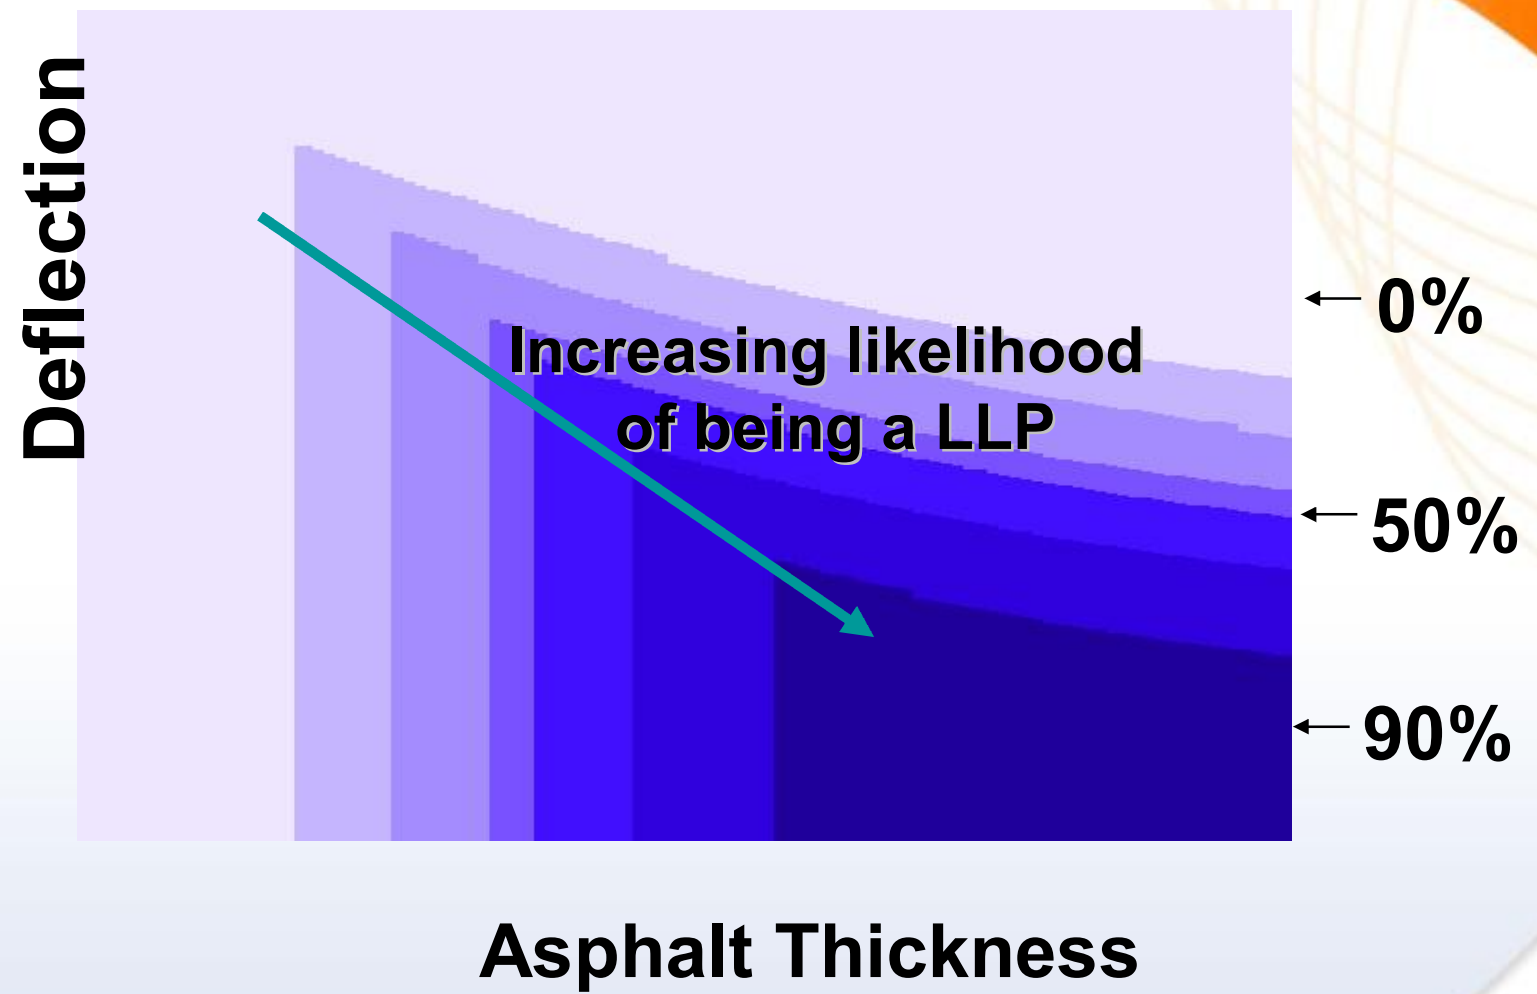 Deflection
Increasing likelihood
of being a LLP
0%
50%
90%
Asphalt Thickness